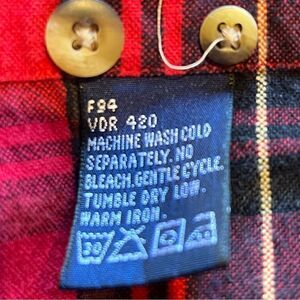 F94
VDR 420
MACHINE WASH COLD
SEPARATELY. NO
BLEACH. GENTLE CYCLE.
TUMBLE DRY LOW.
WARM IRON.
30